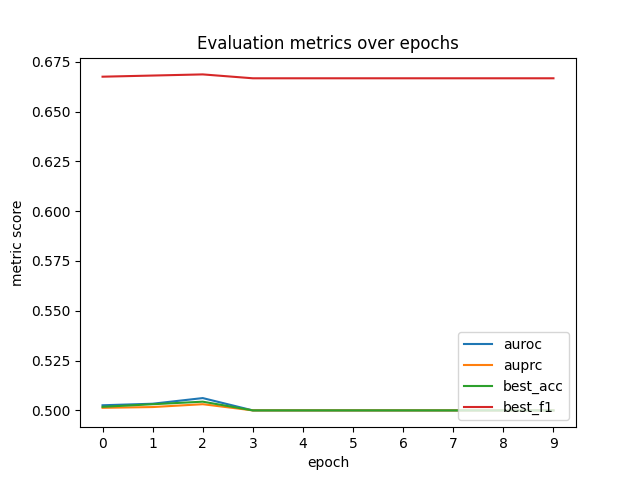 Evaluation metrics over epochs
metric score
0.675
0.650
0.625
0.600
0.575
0.550
0.525
0.500
auroc
auprc
best_acc
best_f1
0 1 2 3 4 5 6 7 8 9
epoch